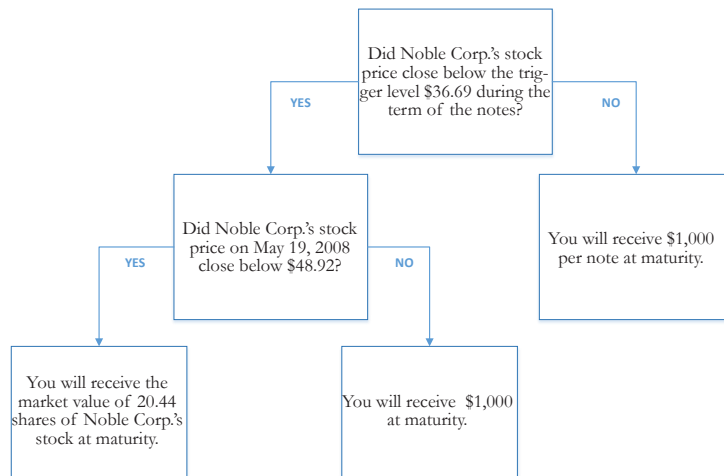 Did Noble Corp.'s stock
price close below the trig-
ger level $36.69 during the
term of the notes?
YES
NO
Did Noble Corp.'s stock
price on May 19, 2008
close below $48.92?
You will receive $1,000
per note at maturity.
YES
NO
You will receive the
market value of 20.44
shares of Noble Corp.'s
stock at maturity.
You will receive $1,000
at maturity.